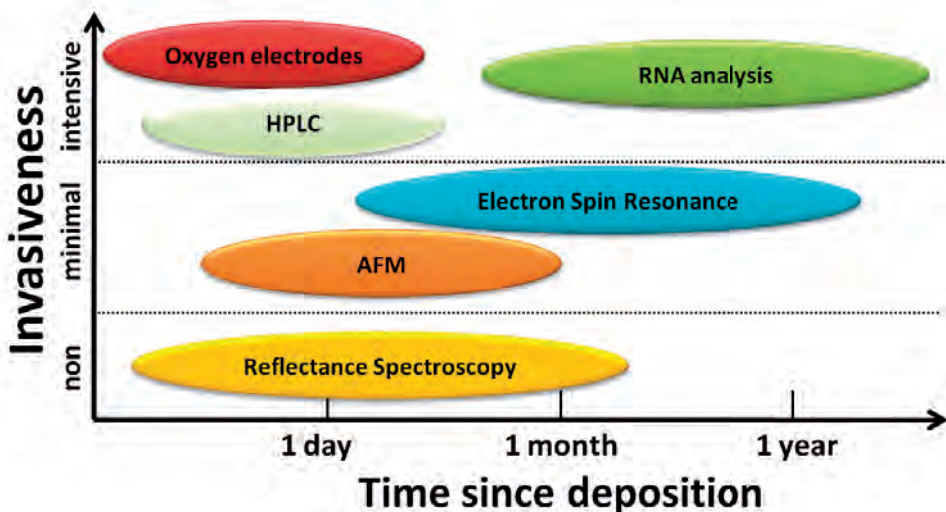 Invasiveness
intensive
minimal
non
Oxygen electrodes
RNA analysis
HPLC
Electron Spin Resonance
AFM
Reflectance Spectroscopy
1 day
1 month
1 year
Time since deposition